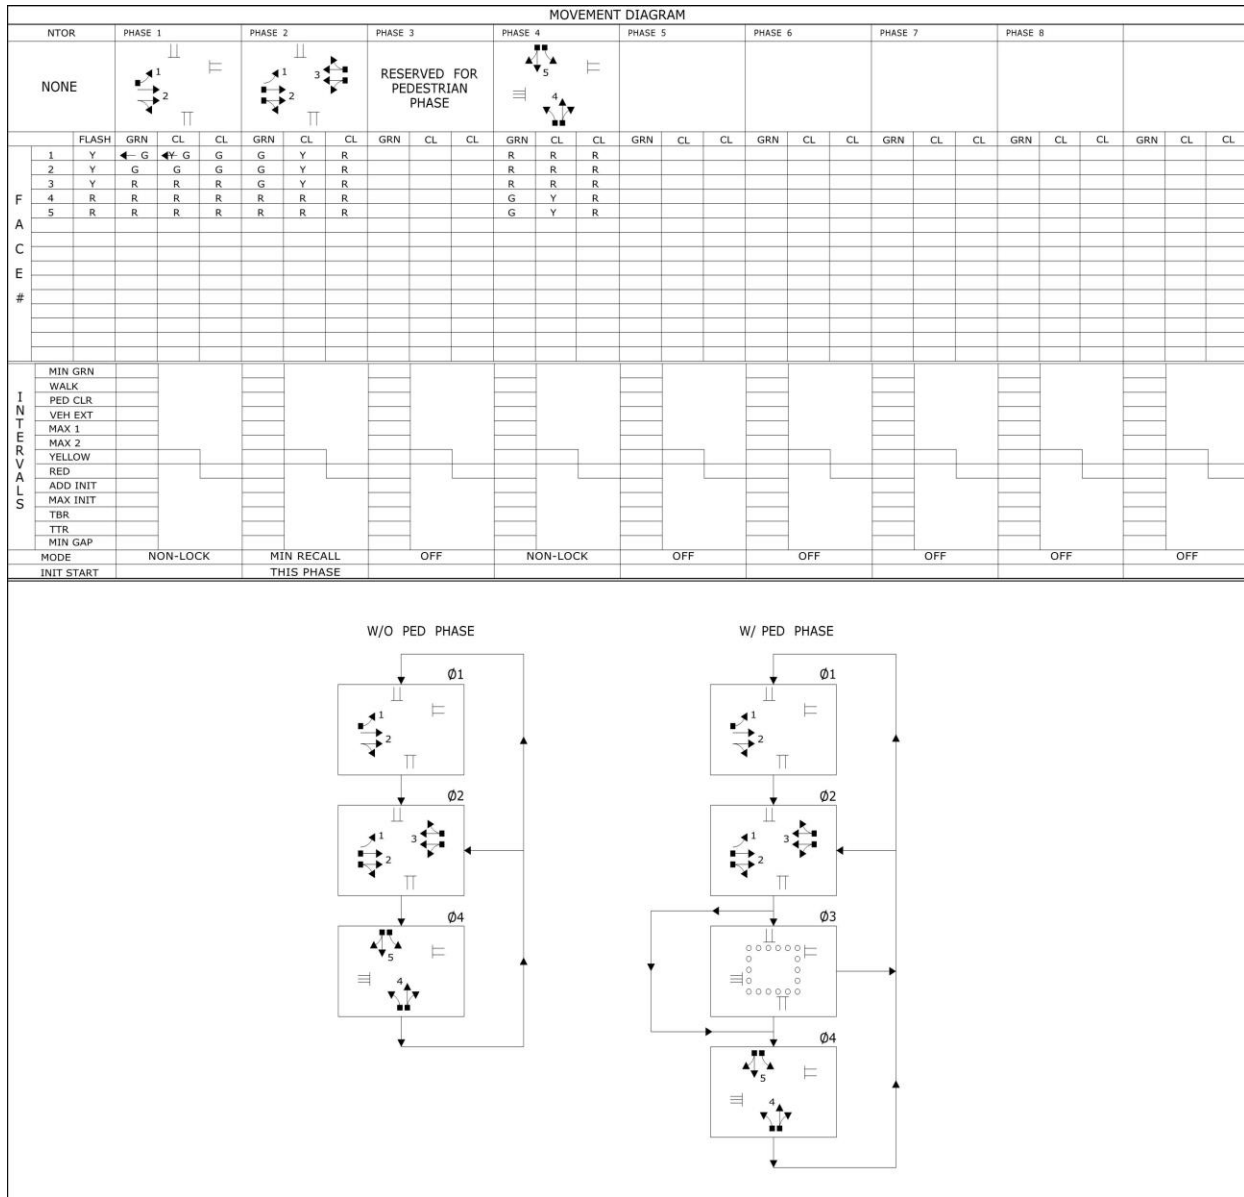 MOVEMENT DIAGRAM
NTOR PHASE 1 PHASE 2 PHASE 3 PHASE 4 PHASE 5 PHASE 6 PHASE 7 PHASE 8
NONE 1 2 1 2 3 RESERVED FOR PEDESTRIAN PHASE 5 4
FLASH GRN CL CL GRN CL CL GRN CL CL GRN CL CL GRN CL CL GRN CL CL GRN CL CL GRN CL CL GRN CL CL
FACE #
1 Y G Y G G G Y R R R R
2 Y G G G G Y R R R R
3 Y R R R G Y R R R R
4 R R R R R R R G Y R
5 R R R R R R R G Y R
INTERVALS
MIN GRN
WALK
PED CLR
VEH EXT
MAX 1
MAX 2
YELLOW
RED
ADD INIT
MAX INIT
TBR
TTR
MIN GAP
MODE NON-LOCK MIN RECALL OFF NON-LOCK OFF OFF OFF OFF OFF
INIT START THIS PHASE
W/O PED PHASE
Ø1
1
2
Ø2
1
3
2
Ø4
5
4
W/ PED PHASE
Ø1
1
2
Ø2
1
3
2
Ø3
Ø4
5
4